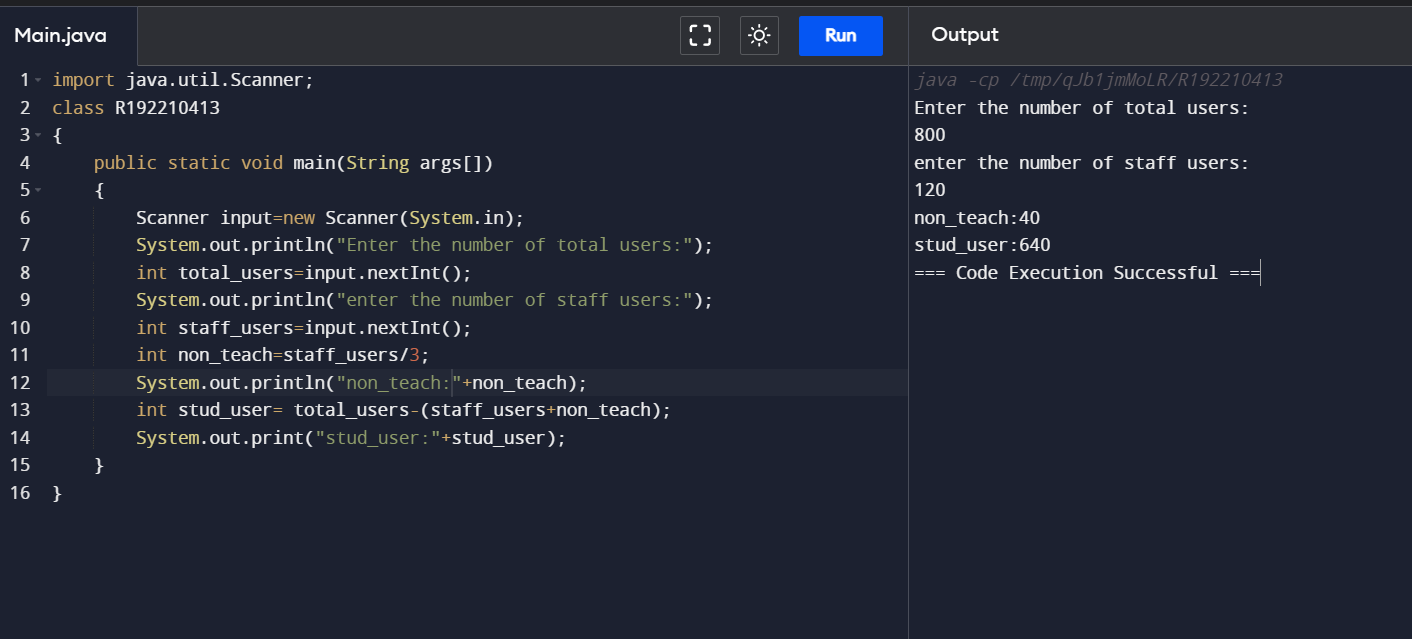 Main.java
Run
1 import java.util.Scanner;
2 class R192210413
3 {
4     public static void main(String args[])
5     {
6         Scanner input=new Scanner(System.in);
7         System.out.println("Enter the number of total users:");
8         int total_users=input.nextInt();
9         System.out.println("enter the number of staff users:");
10         int staff_users=input.nextInt();
11         int non_teach=staff_users/3;
12         System.out.println("non_teach:"+non_teach);
13         int stud_user= total_users-(staff_users+non_teach);
14         System.out.print("stud_user:"+stud_user);
15     }
16 }
Output
java -cp /tmp/qJb1jmMoLR/R192210413
Enter the number of total users:
800
enter the number of staff users:
120
non_teach:40
stud_user:640
=== Code Execution Successful ===